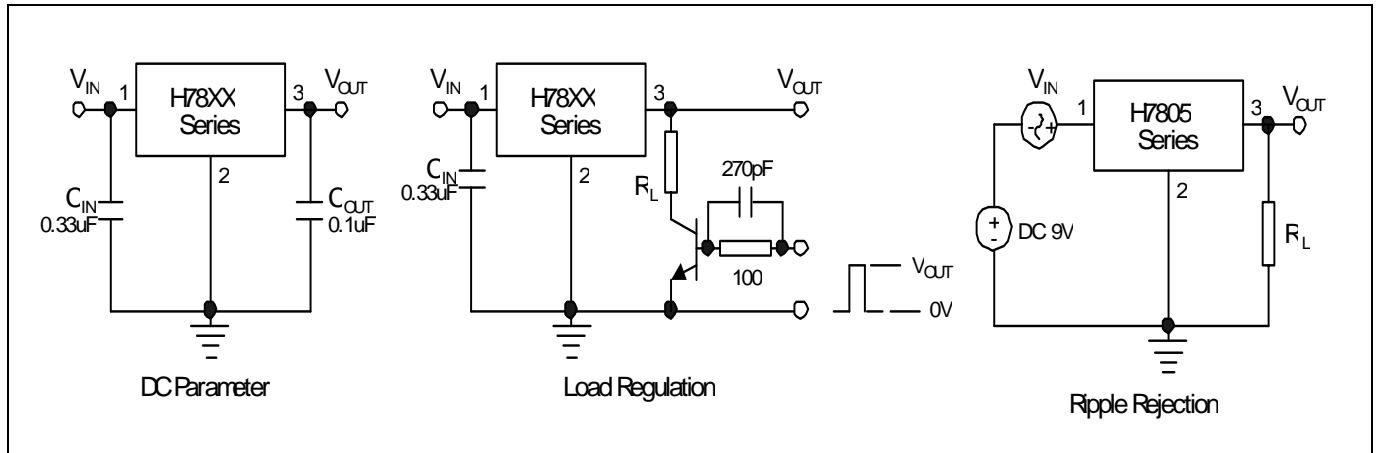 VIN
1
H78XX
Series
3
VOUT
2
CIN
0.33uF
COUT
0.1uF
DC Parameter
VIN
1
H78XX
Series
3
VOUT
2
CIN
0.33uF
RL
270pF
100
VOUT
0V
Load Regulation
VIN
1
H7805
Series
3
VOUT
2
- +
+
-
DC 9V
RL
Ripple Rejection